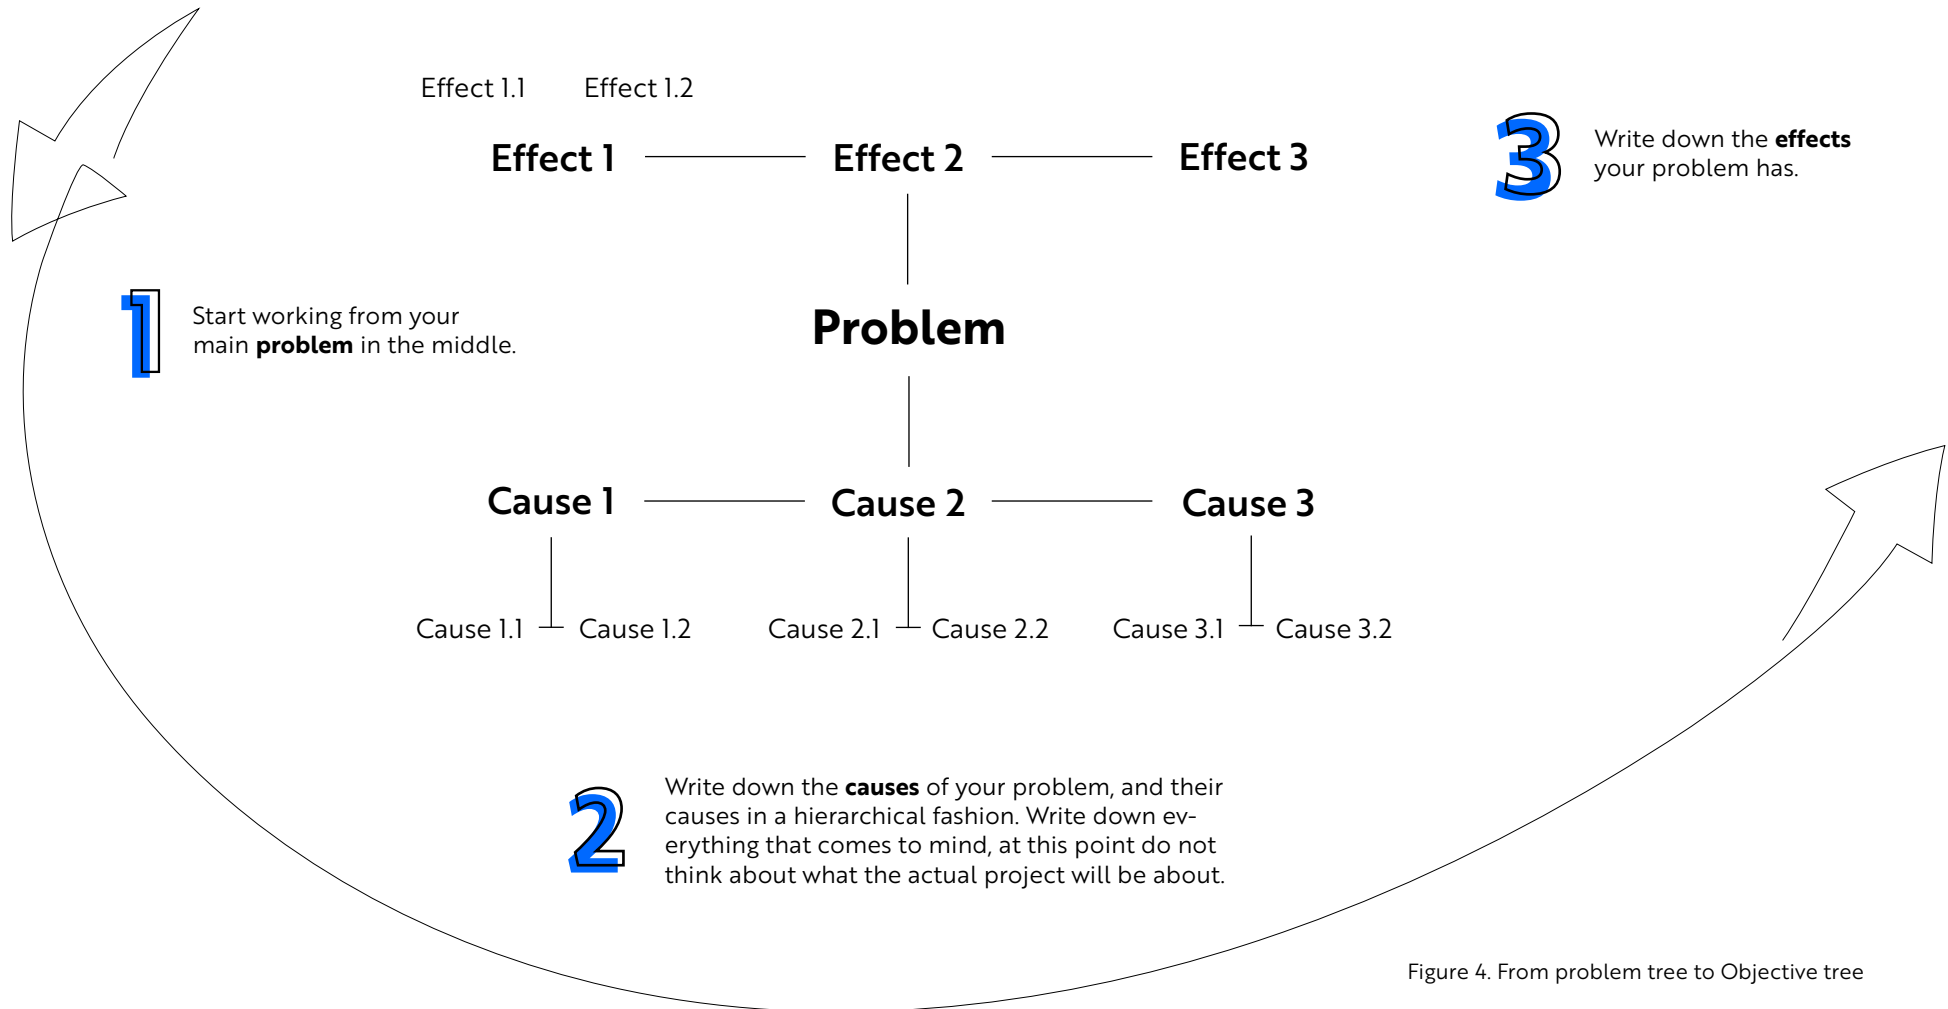 Effect 1.1 Effect 1.2
Effect 1 Effect 2 Effect 3
3
Write down the effects
your problem has.
1
Start working from your
main problem in the middle.
Problem
Cause 1 Cause 2 Cause 3
Cause 1.1 Cause 1.2 Cause 2.1 Cause 2.2 Cause 3.1 Cause 3.2
2
Write down the causes of your problem, and their
causes in a hierarchical fashion. Write down ev-
erything that comes to mind, at this point do not
think about what the actual project will be about.
Figure 4. From problem tree to Objective tree